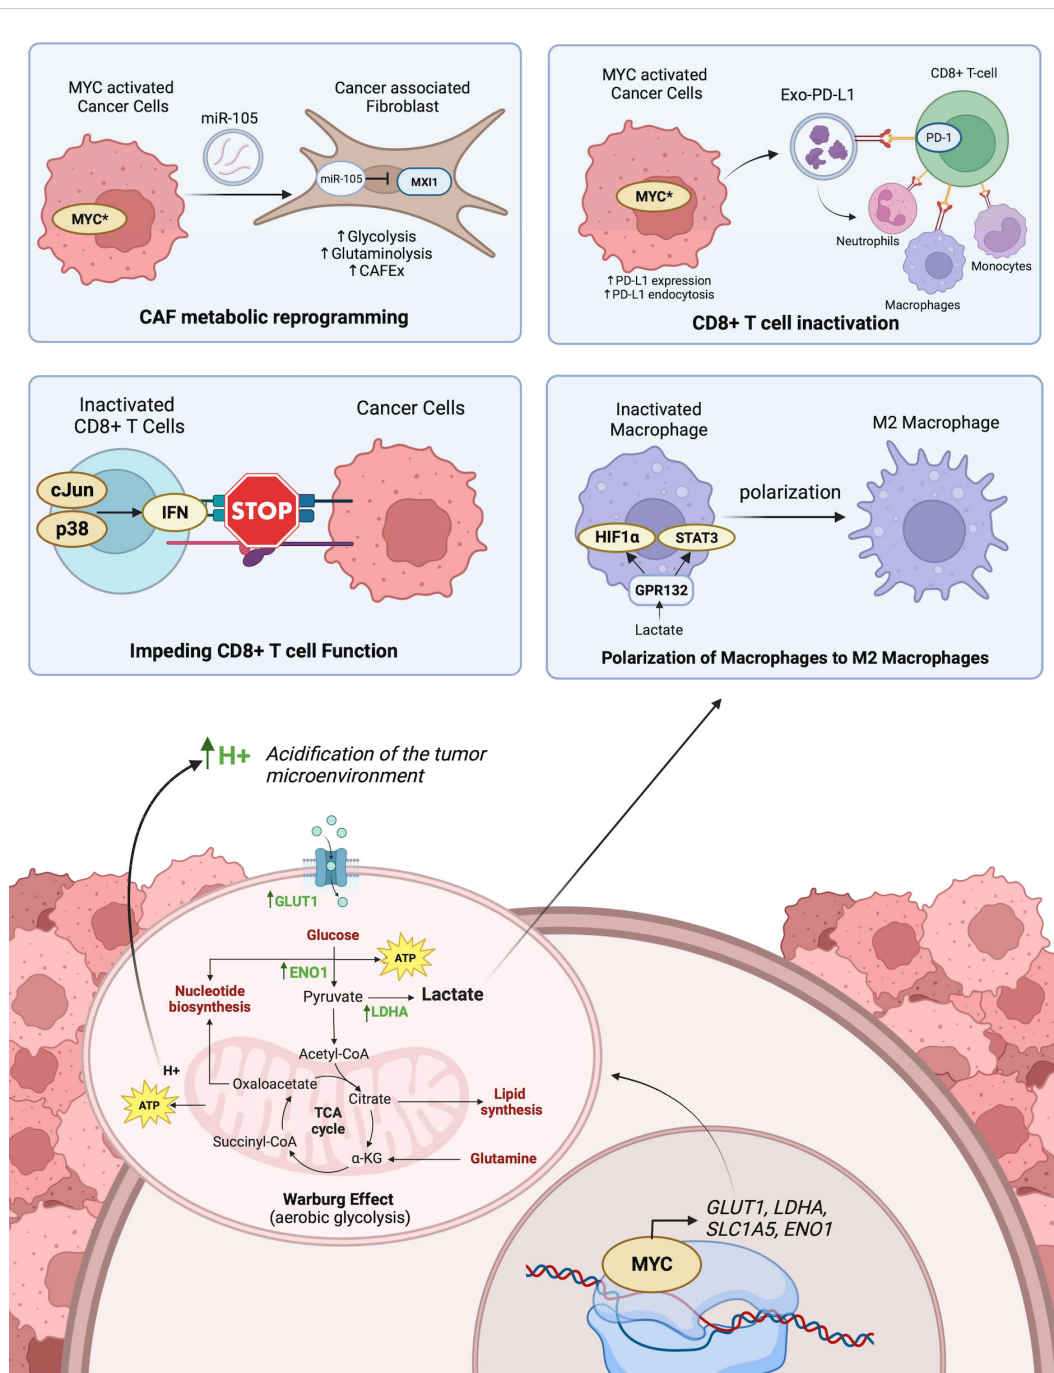 MYC activated
Cancer Cells
miR-105
Cancer associated
Fibroblast
MYC*
miR-105
MXI1
↑Glycolysis
↑Glutaminolysis
↑CAFEx
CAF metabolic reprogramming
MYC activated
Cancer Cells
Exo-PD-L1
CD8+ T-cell
PD-1
MYC*
Neutrophils
Monocytes
Macrophages
↑PD-L1 expression
↑PD-L1 endocytosis
CD8+ T cell inactivation
Inactivated
CD8+ T Cells
Cancer Cells
cJun
p38
IFN
STOP
Impeding CD8+ T cell Function
Inactivated
Macrophage
M2 Macrophage
polarization
HIF1α
STAT3
GPR132
Lactate
Polarization of Macrophages to M2 Macrophages
↑H+
Acidification of the tumor
microenvironment
↑GLUT1
Glucose
ATP
↑ENO1
Nucleotide
biosynthesis
Pyruvate
Lactate
↑LDHA
Acetyl-CoA
H+
Oxaloacetate
Citrate
Lipid
synthesis
ATP
TCA
cycle
Succinyl-CoA
α-KG
Glutamine
Warburg Effect
(aerobic glycolysis)
GLUT1, LDHA,
SLC1A5, ENO1
MYC